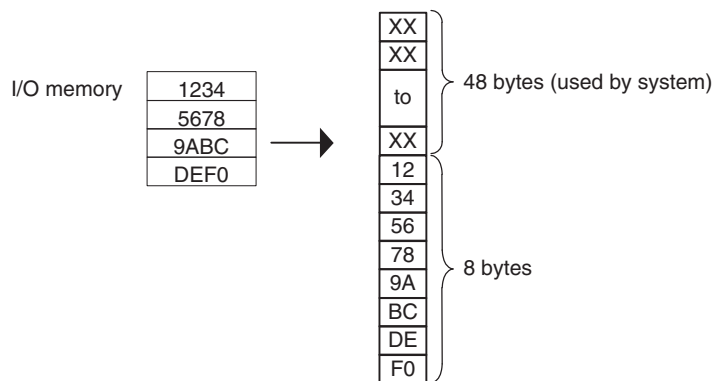 I/O memory
1234
5678
9ABC
DEF0
XX
XX
to
XX
48 bytes (used by system)
12
34
56
78
9A
BC
DE
F0
8 bytes